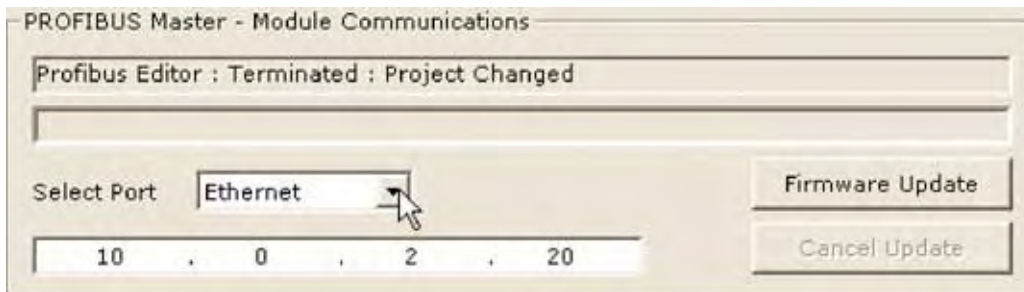 PROFIBUS Master - Module Communications
Profibus Editor : Terminated : Project Changed
Select Port Ethernet Firmware Update
10 . 0 . 2 . 20 Cancel Update